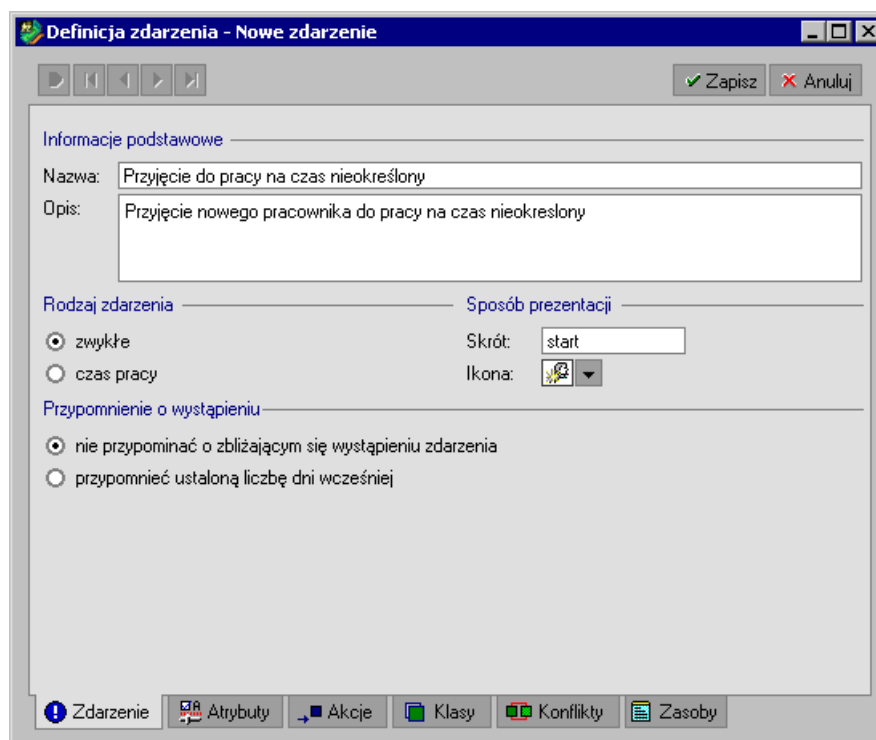 Definicja zdarzenia - Nowe zdarzenie
Zapisz Anuluj
Informacje podstawowe
Nazwa: Przyjęcie do pracy na czas nieokreślony
Opis: Przyjęcie nowego pracownika do pracy na czas nieokreslony
Rodzaj zdarzenia Sposób prezentacji
zwykłe Skrót: start
czas pracy Ikona:
Przypomnienie o wystąpieniu
nie przypominać o zbliżającym się wystąpieniu zdarzenia
przypomnieć ustaloną liczbę dni wcześniej
Zdarzenie Atrybuty Akcje Klasy Konflikty Zasoby